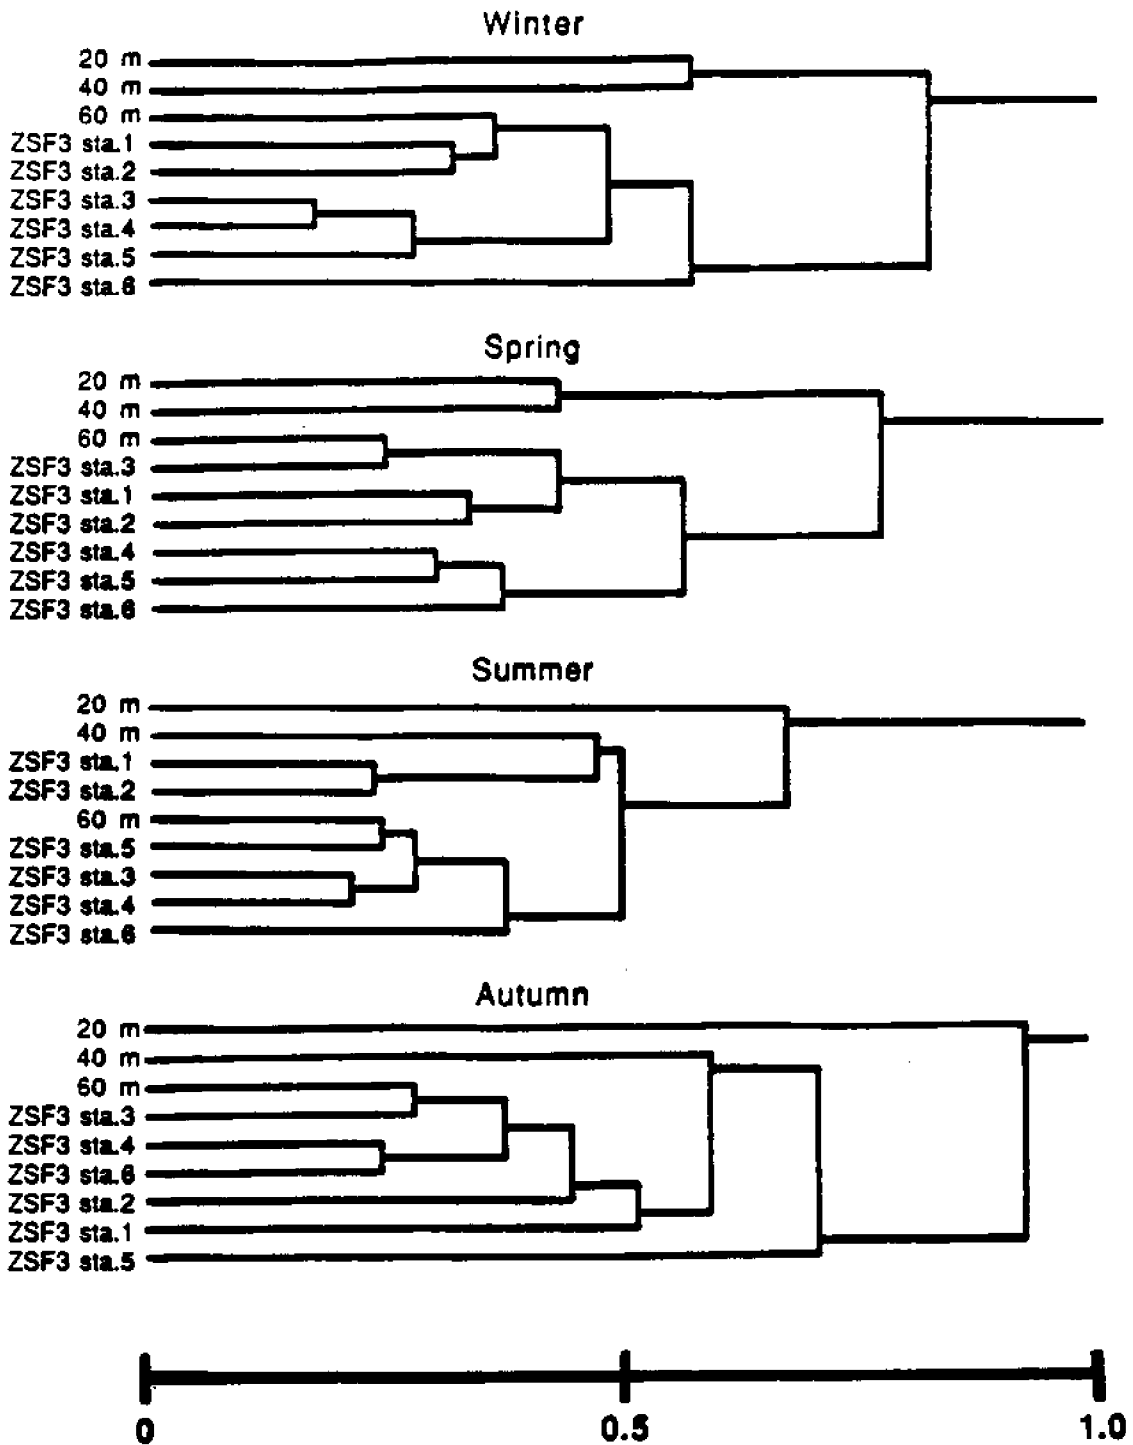 Winter
20 m
40 m
60 m
ZSF3 sta.1
ZSF3 sta.2
ZSF3 sta.3
ZSF3 sta.4
ZSF3 sta.5
ZSF3 sta.6
Spring
20 m
40 m
60 m
ZSF3 sta.3
ZSF3 sta.1
ZSF3 sta.2
ZSF3 sta.4
ZSF3 sta.5
ZSF3 sta.6
Summer
20 m
40 m
ZSF3 sta.1
ZSF3 sta.2
60 m
ZSF3 sta.5
ZSF3 sta.3
ZSF3 sta.4
ZSF3 sta.6
Autumn
20 m
40 m
60 m
ZSF3 sta.3
ZSF3 sta.4
ZSF3 sta.6
ZSF3 sta.2
ZSF3 sta.1
ZSF3 sta.5
0 0.5 1.0